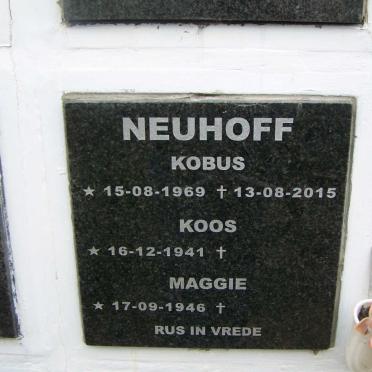 NEUHOFF
KOBUS
★ 15-08-1969 ✝ 13-08-2015
KOOS
★ 16-12-1941 ✝
MAGGIE
★ 17-09-1946 ✝
RUS IN VREDE